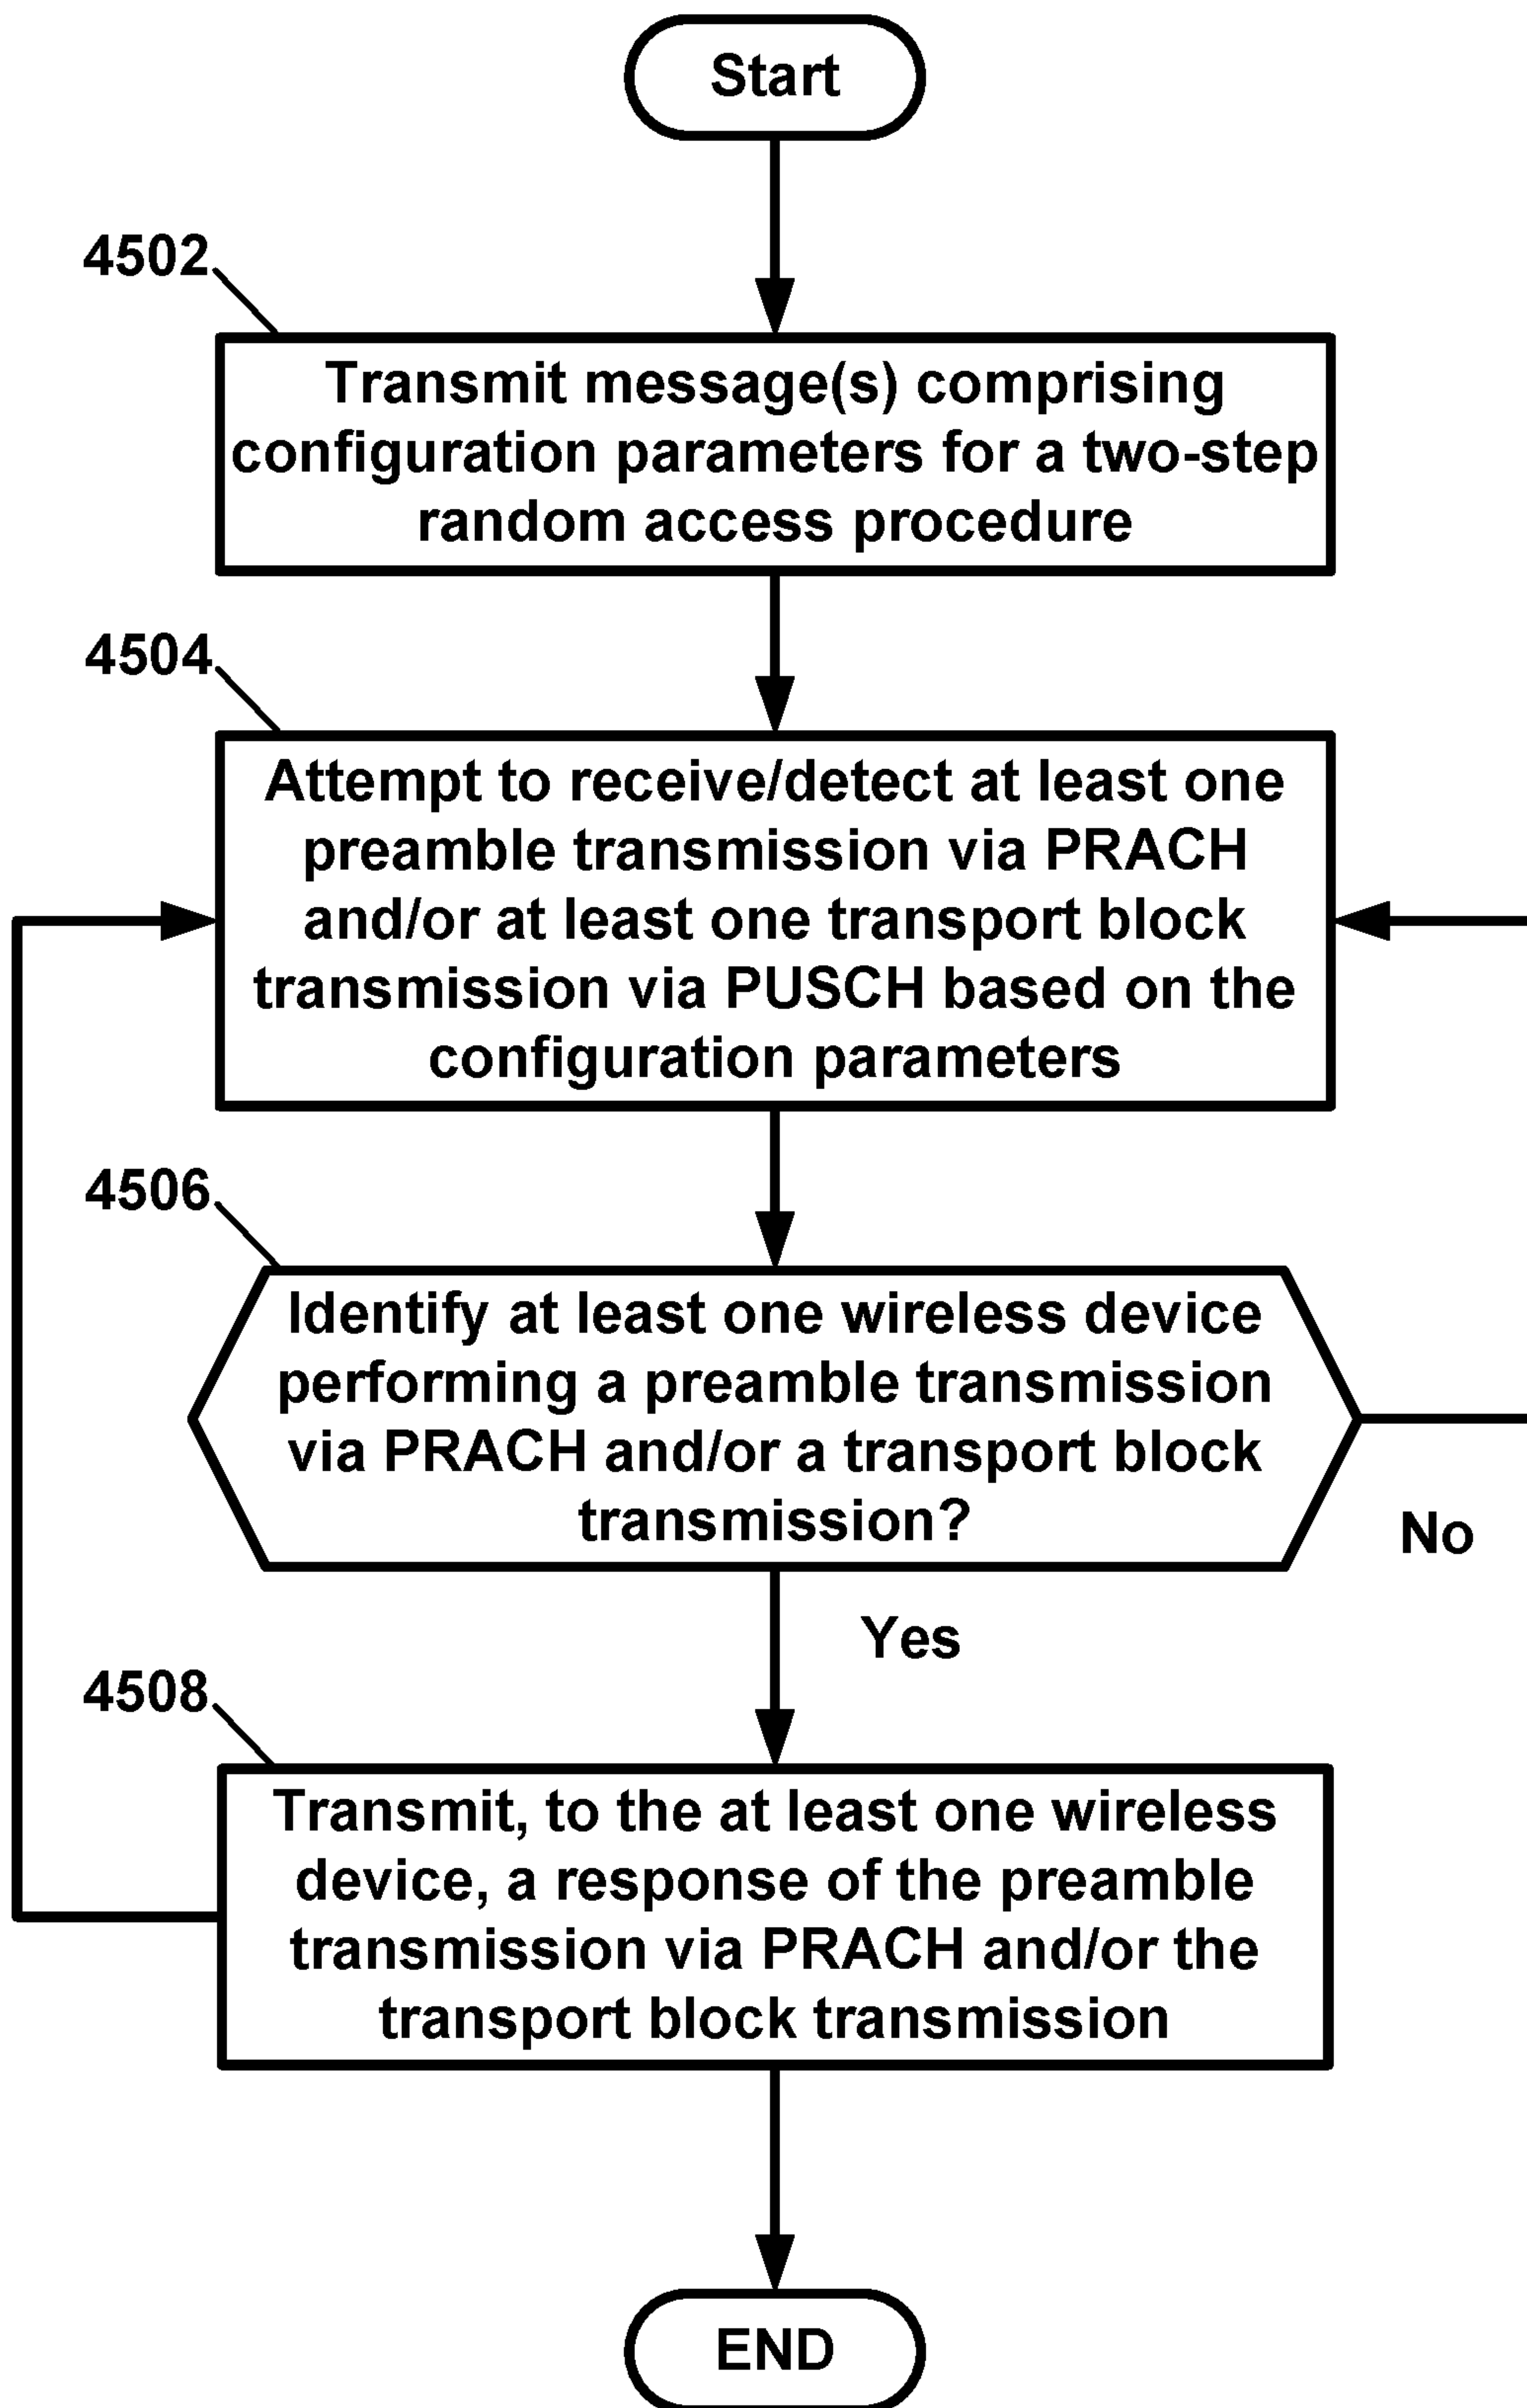 Start
4502
Transmit message(s) comprising
configuration parameters for a two-step
random access procedure
4504
Attempt to receive/detect at least one
preamble transmission via PRACH
and/or at least one transport block
transmission via PUSCH based on the
configuration parameters
4506
Identify at least one wireless device
performing a preamble transmission
via PRACH and/or a transport block
transmission?
No
Yes
4508
Transmit, to the at least one wireless
device, a response of the preamble
transmission via PRACH and/or the
transport block transmission
END